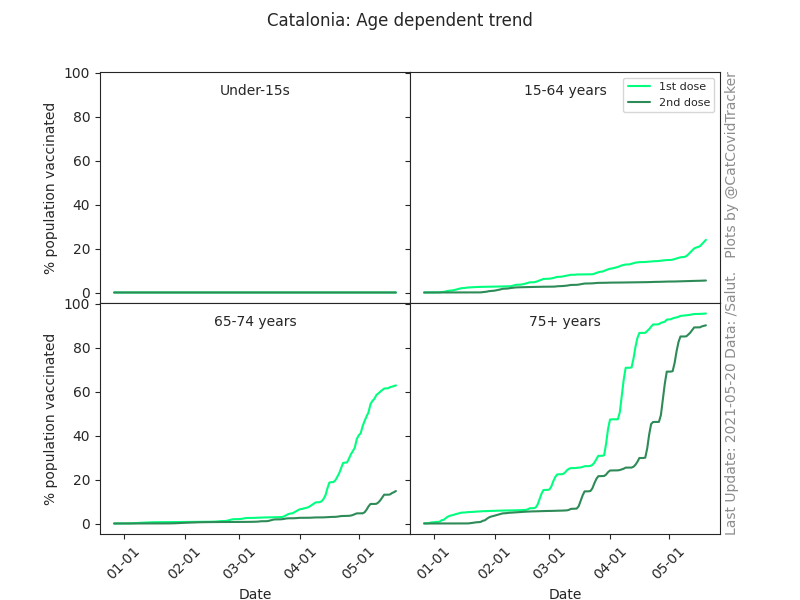 Catalonia: Age dependent trend
% population vaccinated
100
80
60
40
20
0
Under-15s
15-64 years
1st dose
2nd dose
% population vaccinated
100
80
60
40
20
0
65-74 years
75+ years
01-01
02-01
03-01
04-01
05-01
Date
01-01
02-01
03-01
04-01
05-01
Date
Last Update: 2021-05-20 Data: /Salut.   Plots by @CatCovidTracker